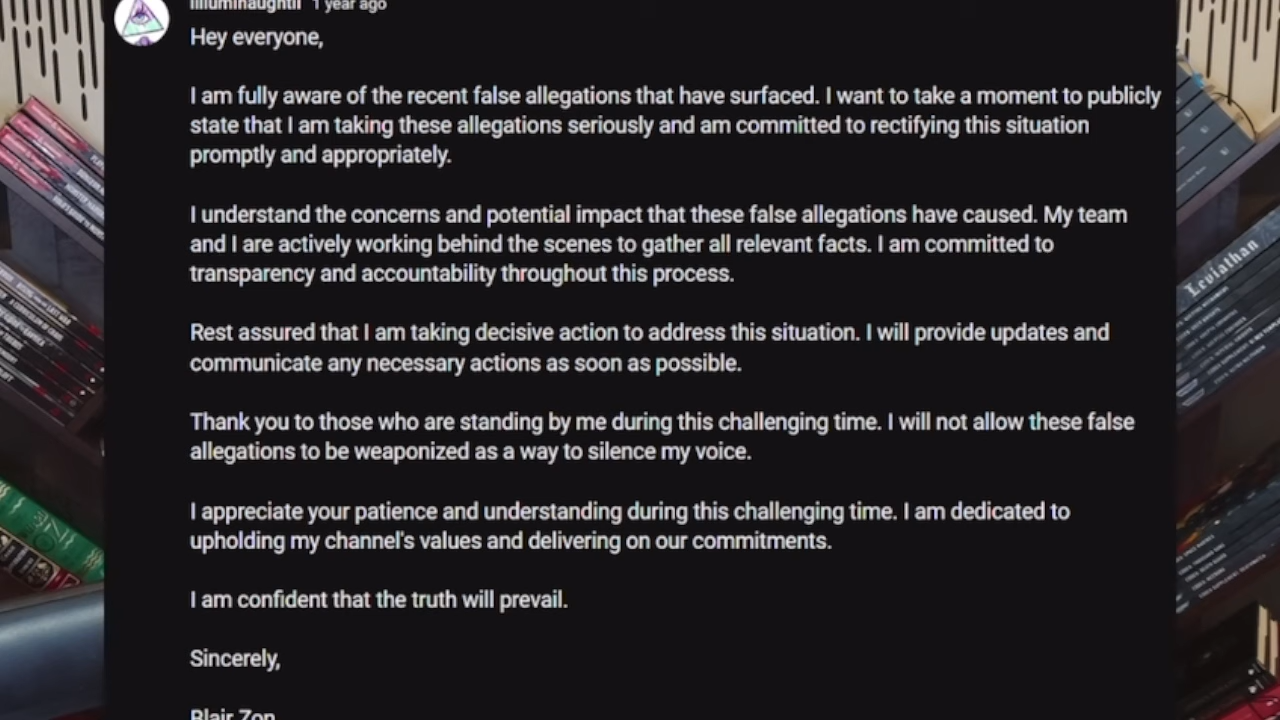 1 year ago
Hey everyone,
I am fully aware of the recent false allegations that have surfaced. I want to take a moment to publicly
state that I am taking these allegations seriously and am committed to rectifying this situation
promptly and appropriately.
I understand the concerns and potential impact that these false allegations have caused. My team
and I are actively working behind the scenes to gather all relevant facts. I am committed to
transparency and accountability throughout this process.
Rest assured that I am taking decisive action to address this situation. I will provide updates and
communicate any necessary actions as soon as possible.
Thank you to those who are standing by me during this challenging time. I will not allow these false
allegations to be weaponized as a way to silence my voice.
I appreciate your patience and understanding during this challenging time. I am dedicated to
upholding my channel's values and delivering on our commitments.
I am confident that the truth will prevail.
Sincerely,
Blair Zon
Leviathan